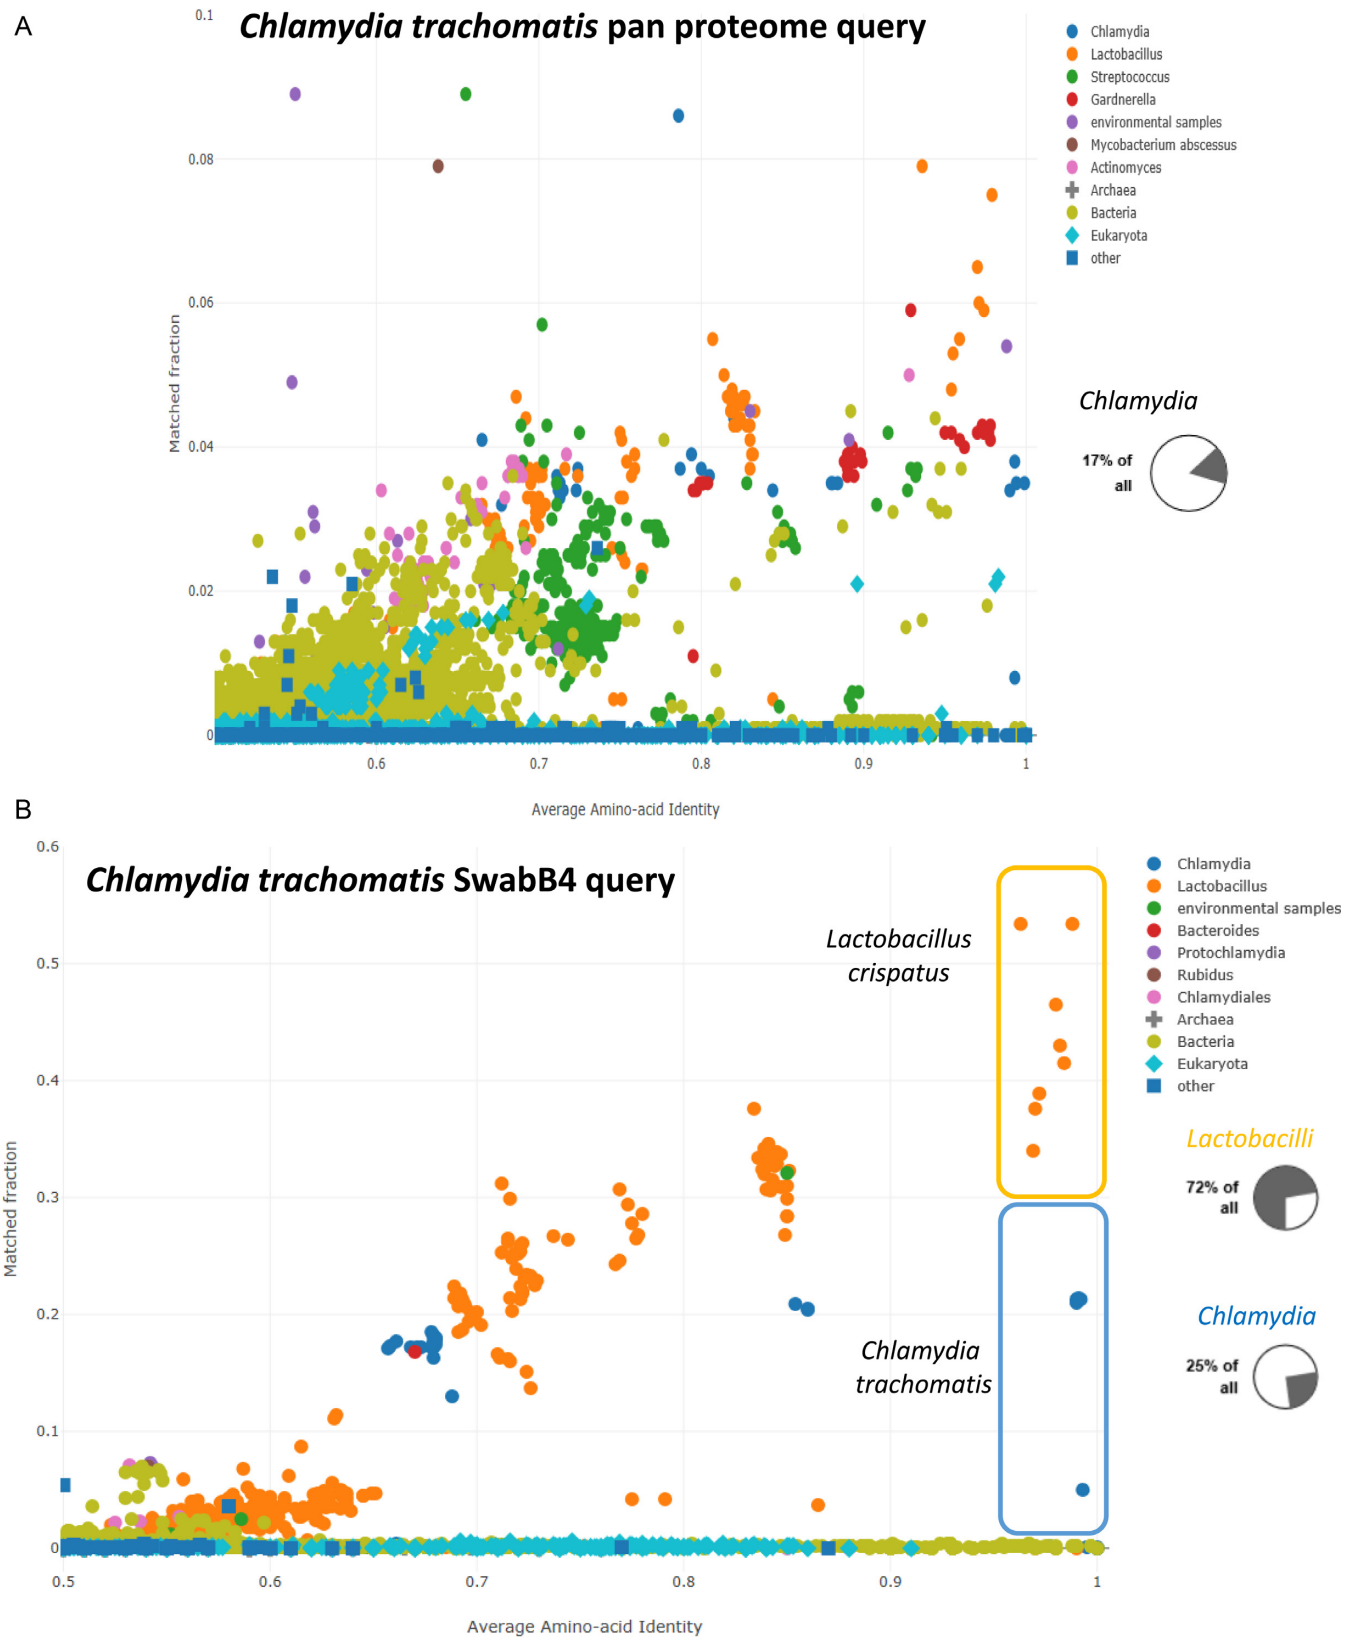 A
Chlamydia trachomatis pan proteome query
0.1
0.08
0.06
0.04
0.02
0
Matched fraction
0.6
0.7
0.8
0.9
1
Average Amino-acid Identity
Chlamydia
Lactobacillus
Streptococcus
Gardnerella
environmental samples
Mycobacterium abscessus
Actinomyces
Archaea
Bacteria
Eukaryota
other
Chlamydia
17% of
all
B
Chlamydia trachomatis SwabB4 query
0.6
0.5
0.4
0.3
0.2
0.1
0
Matched fraction
0.5
0.6
0.7
0.8
0.9
1
Average Amino-acid Identity
Lactobacillus
crispatus
Chlamydia
trachomatis
Chlamydia
Lactobacillus
environmental samples
Bacteroides
Protochlamydia
Rubidus
Chlamydiales
Archaea
Bacteria
Eukaryota
other
Lactobacilli
72% of
all
Chlamydia
25% of
all